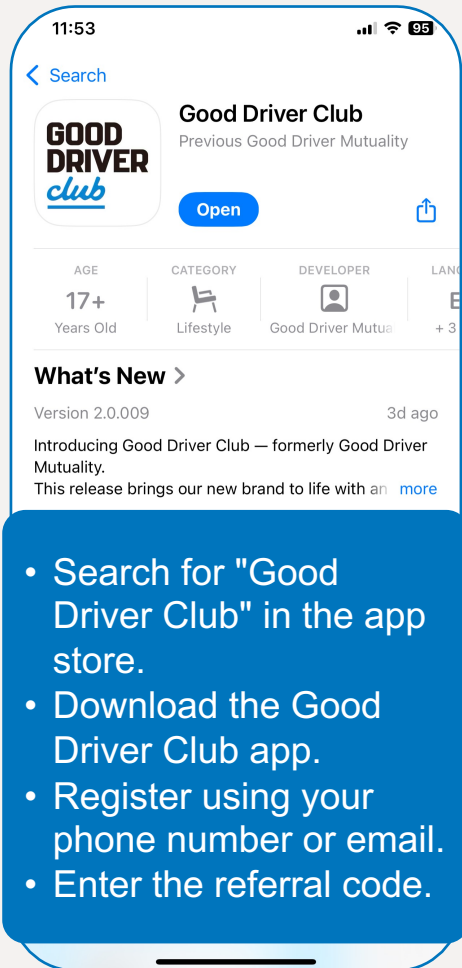 11:53
95
Search
GOOD
DRIVER
club
Good Driver Club
Previous Good Driver Mutuality
Open
AGE
CATEGORY
DEVELOPER
LANG
17+
E
Years Old
Lifestyle
Good Driver Mutua
+ 3
What's New >
Version 2.0.009
3d ago
Introducing Good Driver Club — formerly Good Driver
Mutuality.
This release brings our new brand to life with an more
• Search for "Good
Driver Club" in the app
store.
• Download the Good
Driver Club app.
• Register using your
phone number or email.
• Enter the referral code.